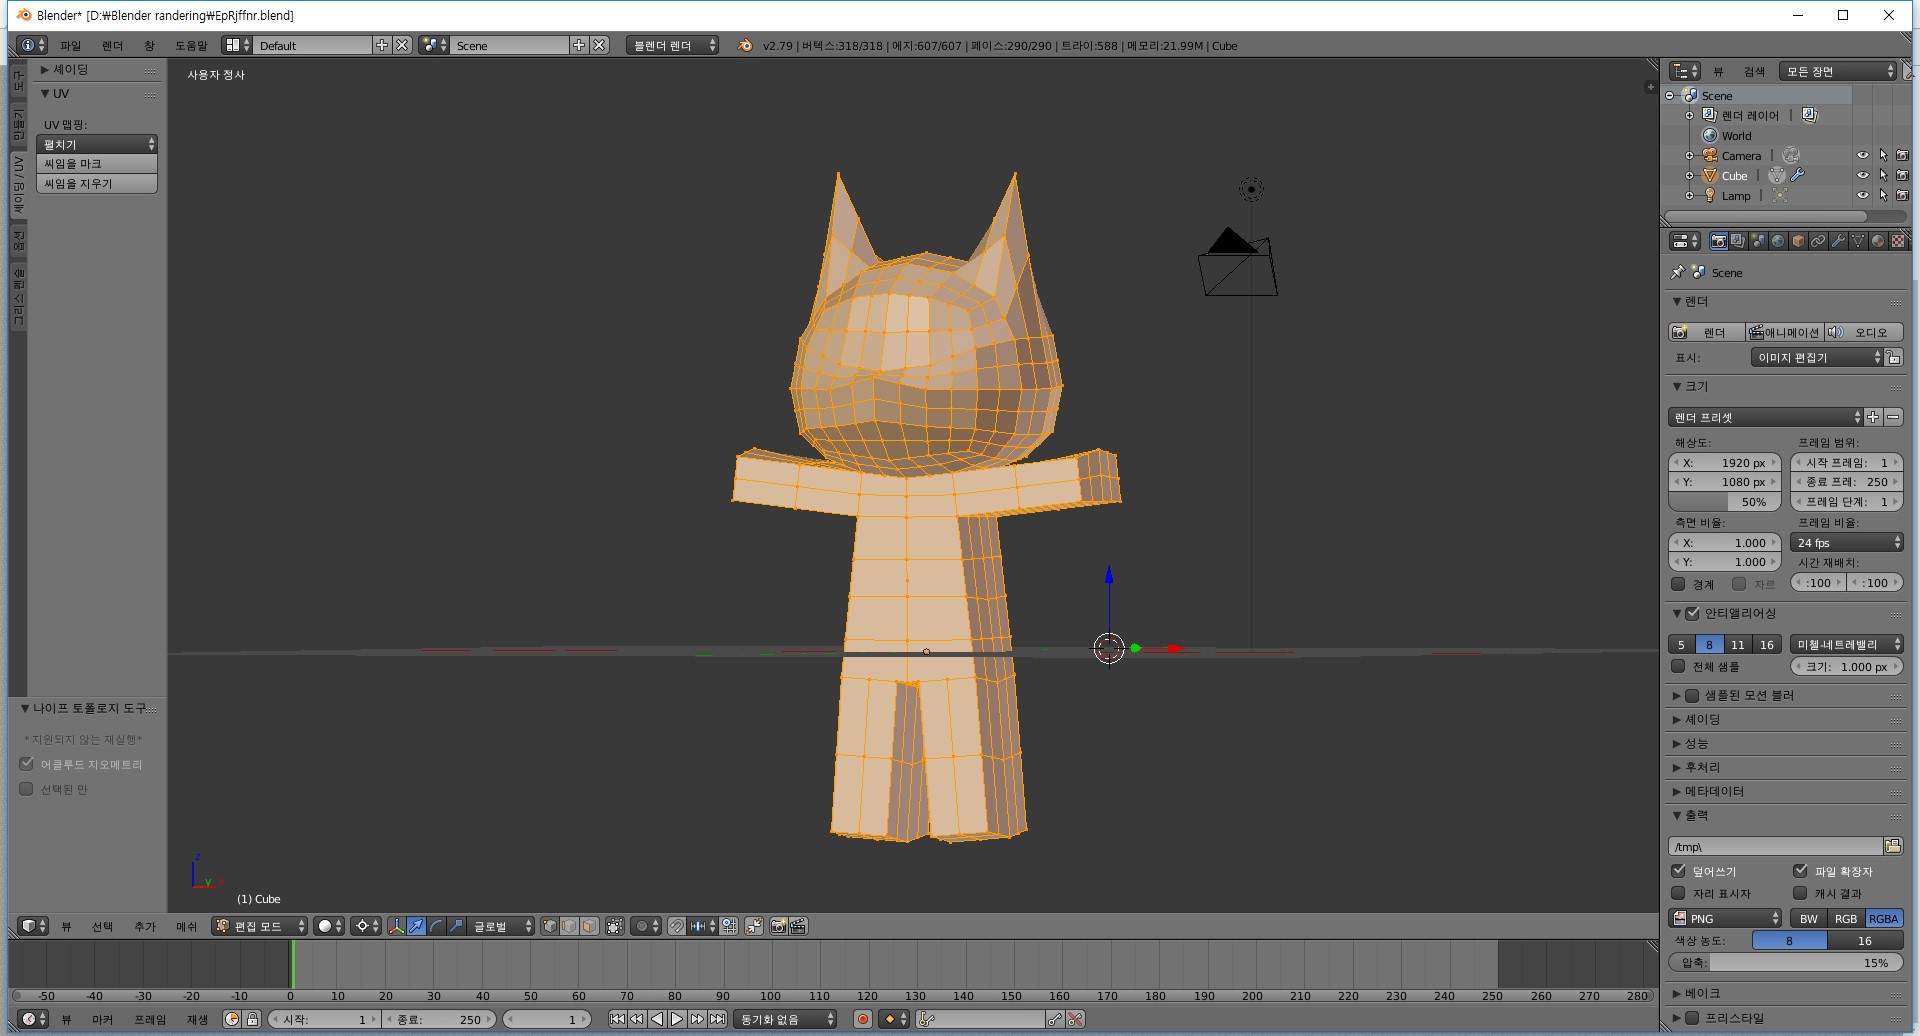 Blender* [D:₩Blender randering₩EpRjffnr.blend]
파일 렌더 창 도움말 Default Scene 블렌더 렌더 v2.79 | 버텍스:318/318 | 에지:607/607 | 페이스:290/290 | 트라이:588 | 메모리:21.99M | Cube
도구
만들기
셰이딩 / UV
옵션
그리스 펜슬
▶ 셰이딩
▼ UV
UV 맵핑:
펼치기
씨임을 마크
씨임을 지우기
▼ 나이프 토폴로지 도구
* 지원되지 않는 재실행*
어클루드 지오메트리
선택된 만
사용자 정사
z
y
(1) Cube
뷰 선택 추가 메쉬 편집 모드 글로벌
-50 -40 -30 -20 -10 0 10 20 30 40 50 60 70 80 90 100 110 120 130 140 150 160 170 180 190 200 210 220 230 240 250 260 270 280
뷰 마커 프레임 재생 시작: 1 종료: 250 1 동기화 없음
뷰 검색 모든 장면
Scene
렌더 레이어 |
World
Camera |
Cube |
Lamp |
Scene
▼ 렌더
렌더 애니메이션 오디오
표시: 이미지 편집기
▼ 크기
렌더 프리셋
해상도: 프레임 범위:
X: 1920 px 시작 프레임: 1
Y: 1080 px 종료 프레: 250
50% 프레임 단계: 1
측면 비율: 프레임 비율:
X: 1.000 24 fps
Y: 1.000 시간 재배치:
경계 자르 :100 :100
▼ 안티앨리어싱
5 8 11 16 미첼-네트레벨리
전체 샘플 크기: 1.000 px
▶ 샘플된 모션 블러
▶ 셰이딩
▶ 성능
▶ 후처리
▶ 메타데이터
▼ 출력
/tmp\
덮어쓰기 파일 확장자
자리 표시자 캐시 결과
PNG BW RGB RGBA
색상 농도: 8 16
압축: 15%
▶ 베이크
▶ 프리스타일